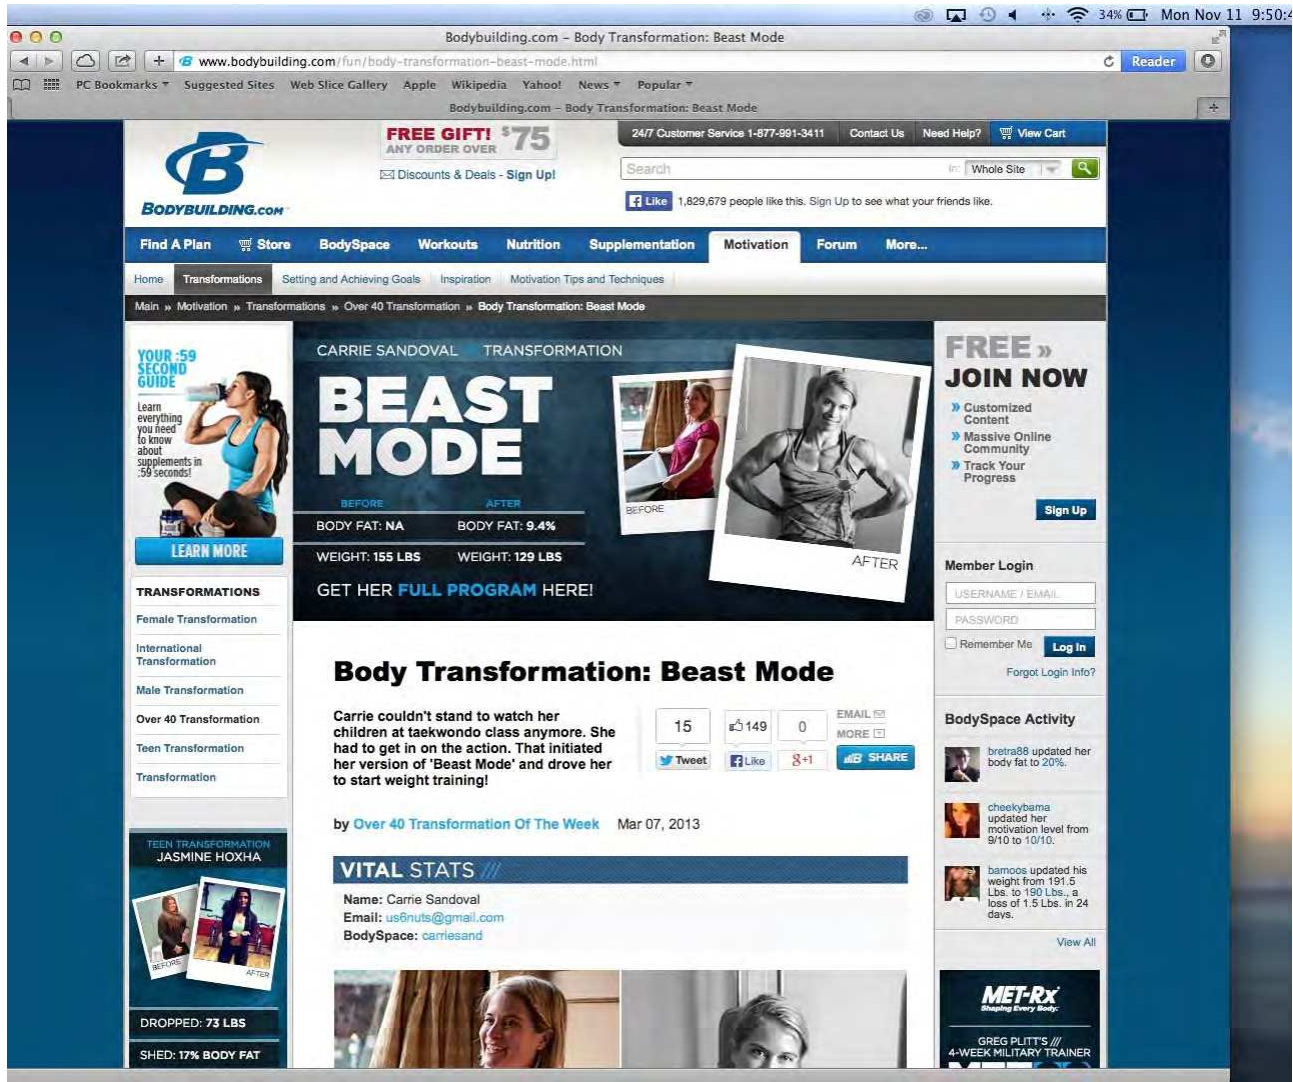 34% Mon Nov 11 9:50:4
Bodybuilding.com – Body Transformation: Beast Mode
www.bodybuilding.com/fun/body-transformation-beast-mode.html
Reader
PC Bookmarks Suggested Sites Web Slice Gallery Apple Wikipedia Yahoo! News Popular
Bodybuilding.com – Body Transformation: Beast Mode
B
BODYBUILDING.COM
FREE GIFT! $75
ANY ORDER OVER
Discounts & Deals - Sign Up!
24/7 Customer Service 1-877-991-3411 Contact Us Need Help? View Cart
Search In: Whole Site
Like 1,829,679 people like this. Sign Up to see what your friends like.
Find A Plan Store BodySpace Workouts Nutrition Supplementation Motivation Forum More...
Home Transformations Setting and Achieving Goals Inspiration Motivation Tips and Techniques
Main » Motivation » Transformations » Over 40 Transformation » Body Transformation: Beast Mode
YOUR :59
SECOND
GUIDE
Learn
everything
you need
to know
about
supplements in
:59 seconds!
LEARN MORE
TRANSFORMATIONS
Female Transformation
International
Transformation
Male Transformation
Over 40 Transformation
Teen Transformation
Transformation
TEEN TRANSFORMATION
JASMINE HOXHA
BEFORE
AFTER
DROPPED: 73 LBS
SHED: 17% BODY FAT
CARRIE SANDOVAL TRANSFORMATION
BEAST
MODE
BEFORE AFTER
BODY FAT: NA BODY FAT: 9.4%
WEIGHT: 155 LBS WEIGHT: 129 LBS
GET HER FULL PROGRAM HERE!
BEFORE
AFTER
Body Transformation: Beast Mode
Carrie couldn't stand to watch her
children at taekwondo class anymore. She
had to get in on the action. That initiated
her version of 'Beast Mode' and drove her
to start weight training!
15 149 0
Tweet Like g+1
EMAIL
MORE
B SHARE
by Over 40 Transformation Of The Week Mar 07, 2013
VITAL STATS ///
Name: Carrie Sandoval
Email: us6nuts@gmail.com
BodySpace: carriesand
FREE »
JOIN NOW
» Customized
Content
» Massive Online
Community
» Track Your
Progress
Sign Up
Member Login
USERNAME / EMAIL
PASSWORD
Remember Me Log In
Forgot Login Info?
BodySpace Activity
bretra88 updated her
body fat to 20%.
cheekybama
updated her
motivation level from
9/10 to 10/10.
bamoos updated his
weight from 191.5
Lbs. to 190 Lbs., a
loss of 1.5 Lbs. in 24
days.
View All
MET-Rx
Shaping Every Body.
GREG PLITT'S ///
4-WEEK MILITARY TRAINER